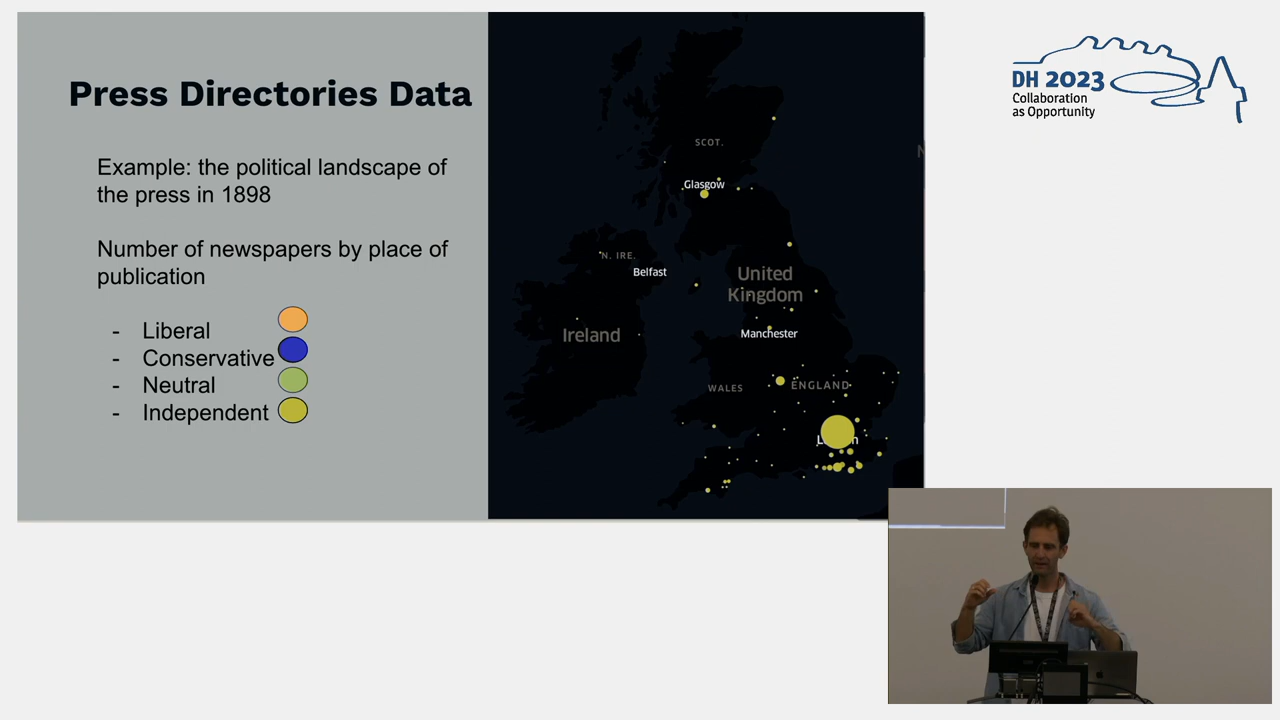 Press Directories Data
Example: the political landscape of
the press in 1898
Number of newspapers by place of
publication
- Liberal
- Conservative
- Neutral
- Independent
SCOT.
Glasgow
N. IRE.
Belfast
United
Kingdom
Ireland
Manchester
WALES
ENGLAND
DH 2023
Collaboration
as Opportunity